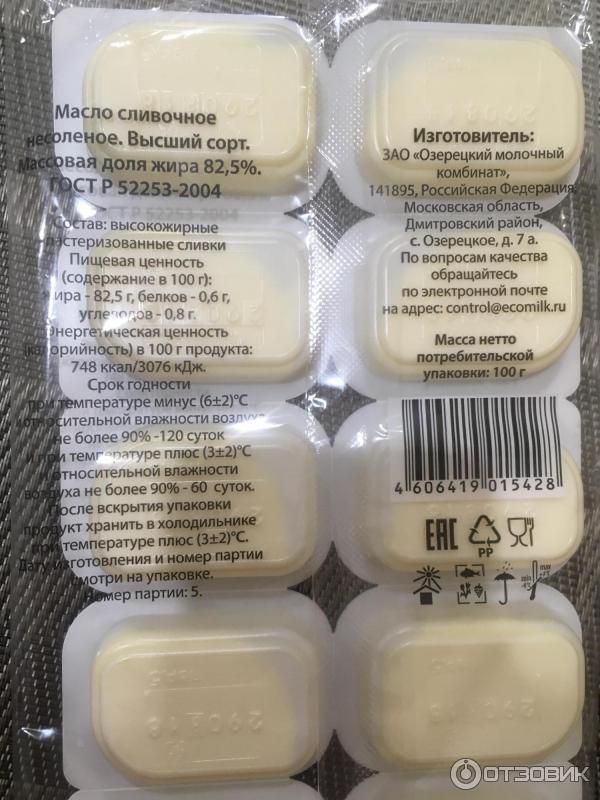 Масло сливочное
несоленое. Высший сорт.
Массовая доля жира 82,5%.
ГОСТ Р 52253-2004
Состав: высокожирные
пастеризованные сливки
Пищевая ценность
(содержание в 100 г):
жира - 82,5 г, белков - 0,6 г,
углеводов - 0,8 г.
Энергетическая ценность
(калорийность) в 100 г продукта:
748 ккал/3076 кДж.
Срок годности
при температуре минус (6±2)°С
и относительной влажности воздуха
не более 90% -120 суток
и при температуре плюс (3±2)°С
и относительной влажности
воздуха не более 90% - 60 суток.
После вскрытия упаковки
продукт хранить в холодильнике
при температуре плюс (3±2)°С.
Дату изготовления и номер партии
смотри на упаковке.
Номер партии: 5.
Изготовитель:
ЗАО «Озерецкий молочный
комбинат»,
141895, Российская Федерация,
Московская область,
Дмитровский район,
с. Озерецкое, д. 7 а.
По вопросам качества
обращайтесь
по электронной почте
на адрес: control@ecomilk.ru
Масса нетто
потребительской
упаковки: 100 г
4 606419 015428
EAC
PP
ОТЗОВИК